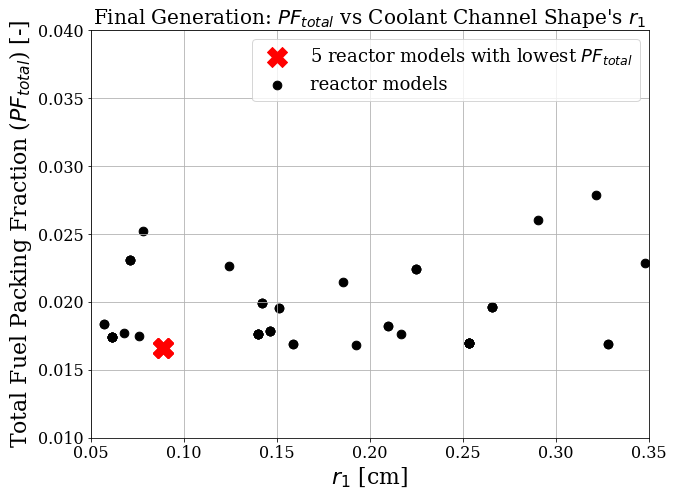 Final Generation: PF_total vs Coolant Channel Shape's r_1
5 reactor models with lowest PF_total
reactor models
Total Fuel Packing Fraction (PF_total) [-]
0.040
0.035
0.030
0.025
0.020
0.015
0.010
0.05 0.10 0.15 0.20 0.25 0.30 0.35
r_1 [cm]